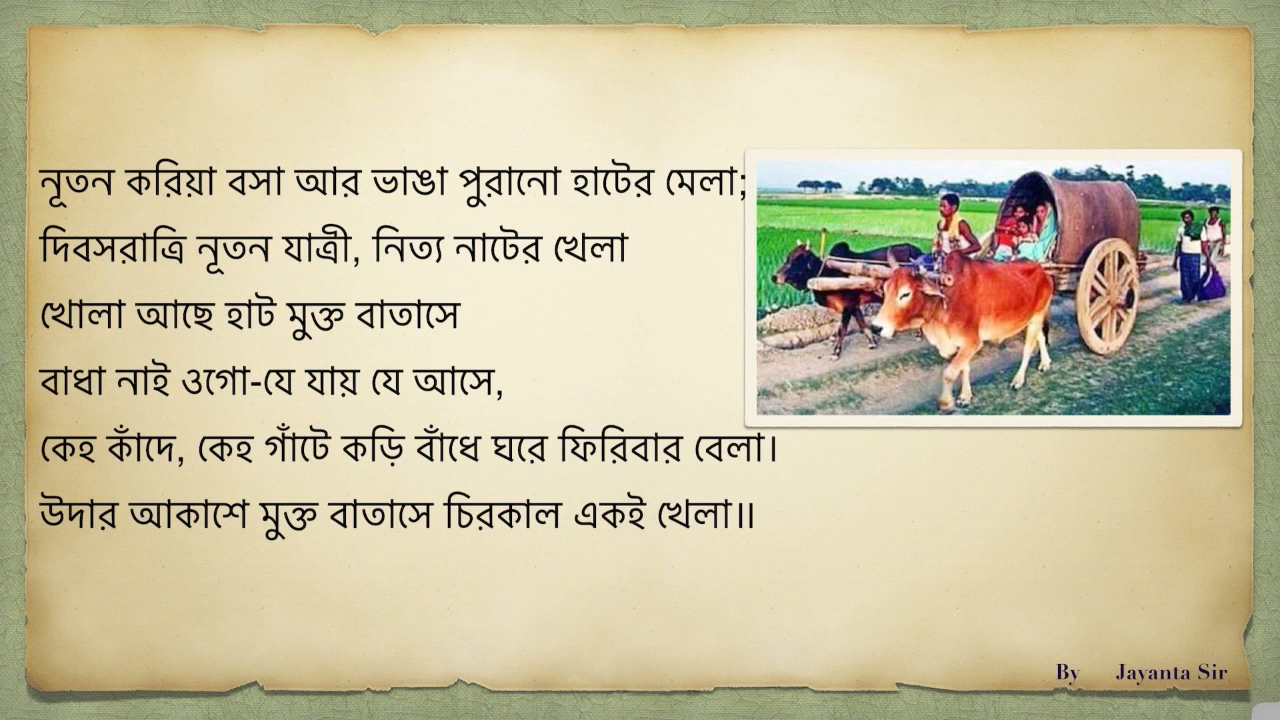 নূতন করিয়া বসা আর ভাঙা পুরানো হাটের মেলা;
দিবসরাত্রি নূতন যাত্রী, নিত্য নাটের খেলা
খোলা আছে হাট মুক্ত বাতাসে
বাধা নাই ওগো-যে যায় যে আসে,
কেহ কাঁদে, কেহ গাঁটে কড়ি বাঁধে ঘরে ফিরিবার বেলা।
উদার আকাশে মুক্ত বাতাসে চিরকাল একই খেলা॥
By Jayanta Sir